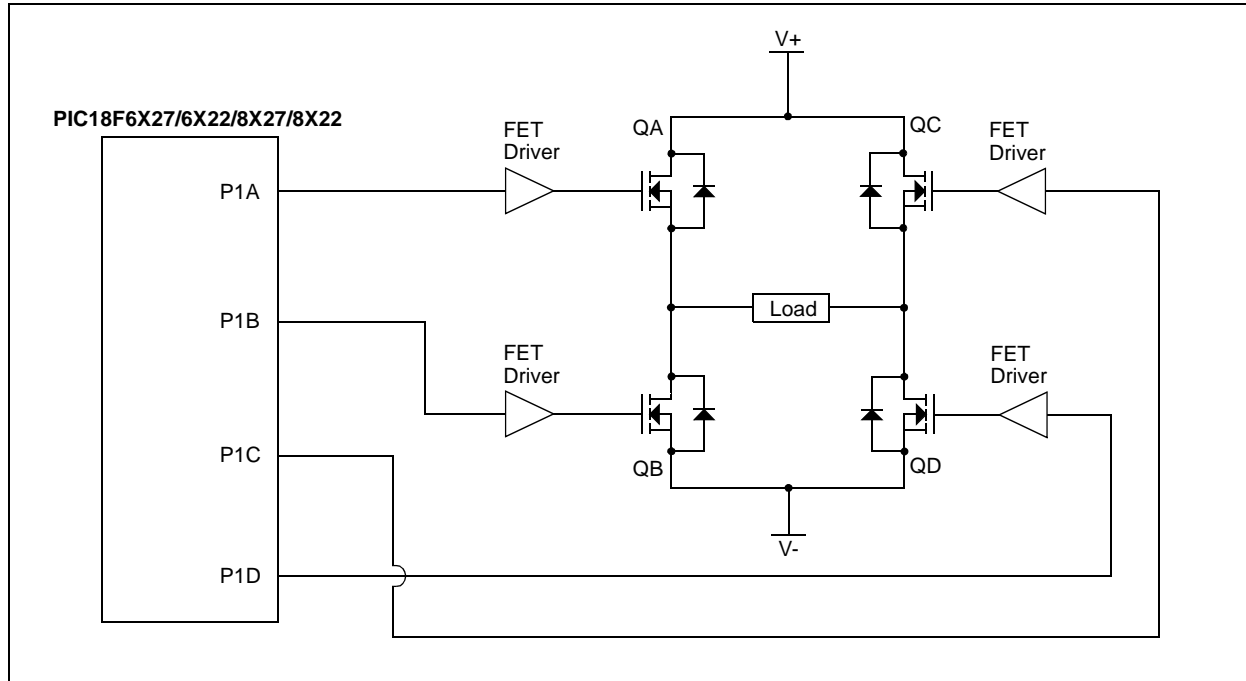 V+
PIC18F6X27/6X22/8X27/8X22
QA
QC
FET
Driver
FET
Driver
P1A
P1B
Load
FET
Driver
FET
Driver
P1C
QB
QD
V-
P1D